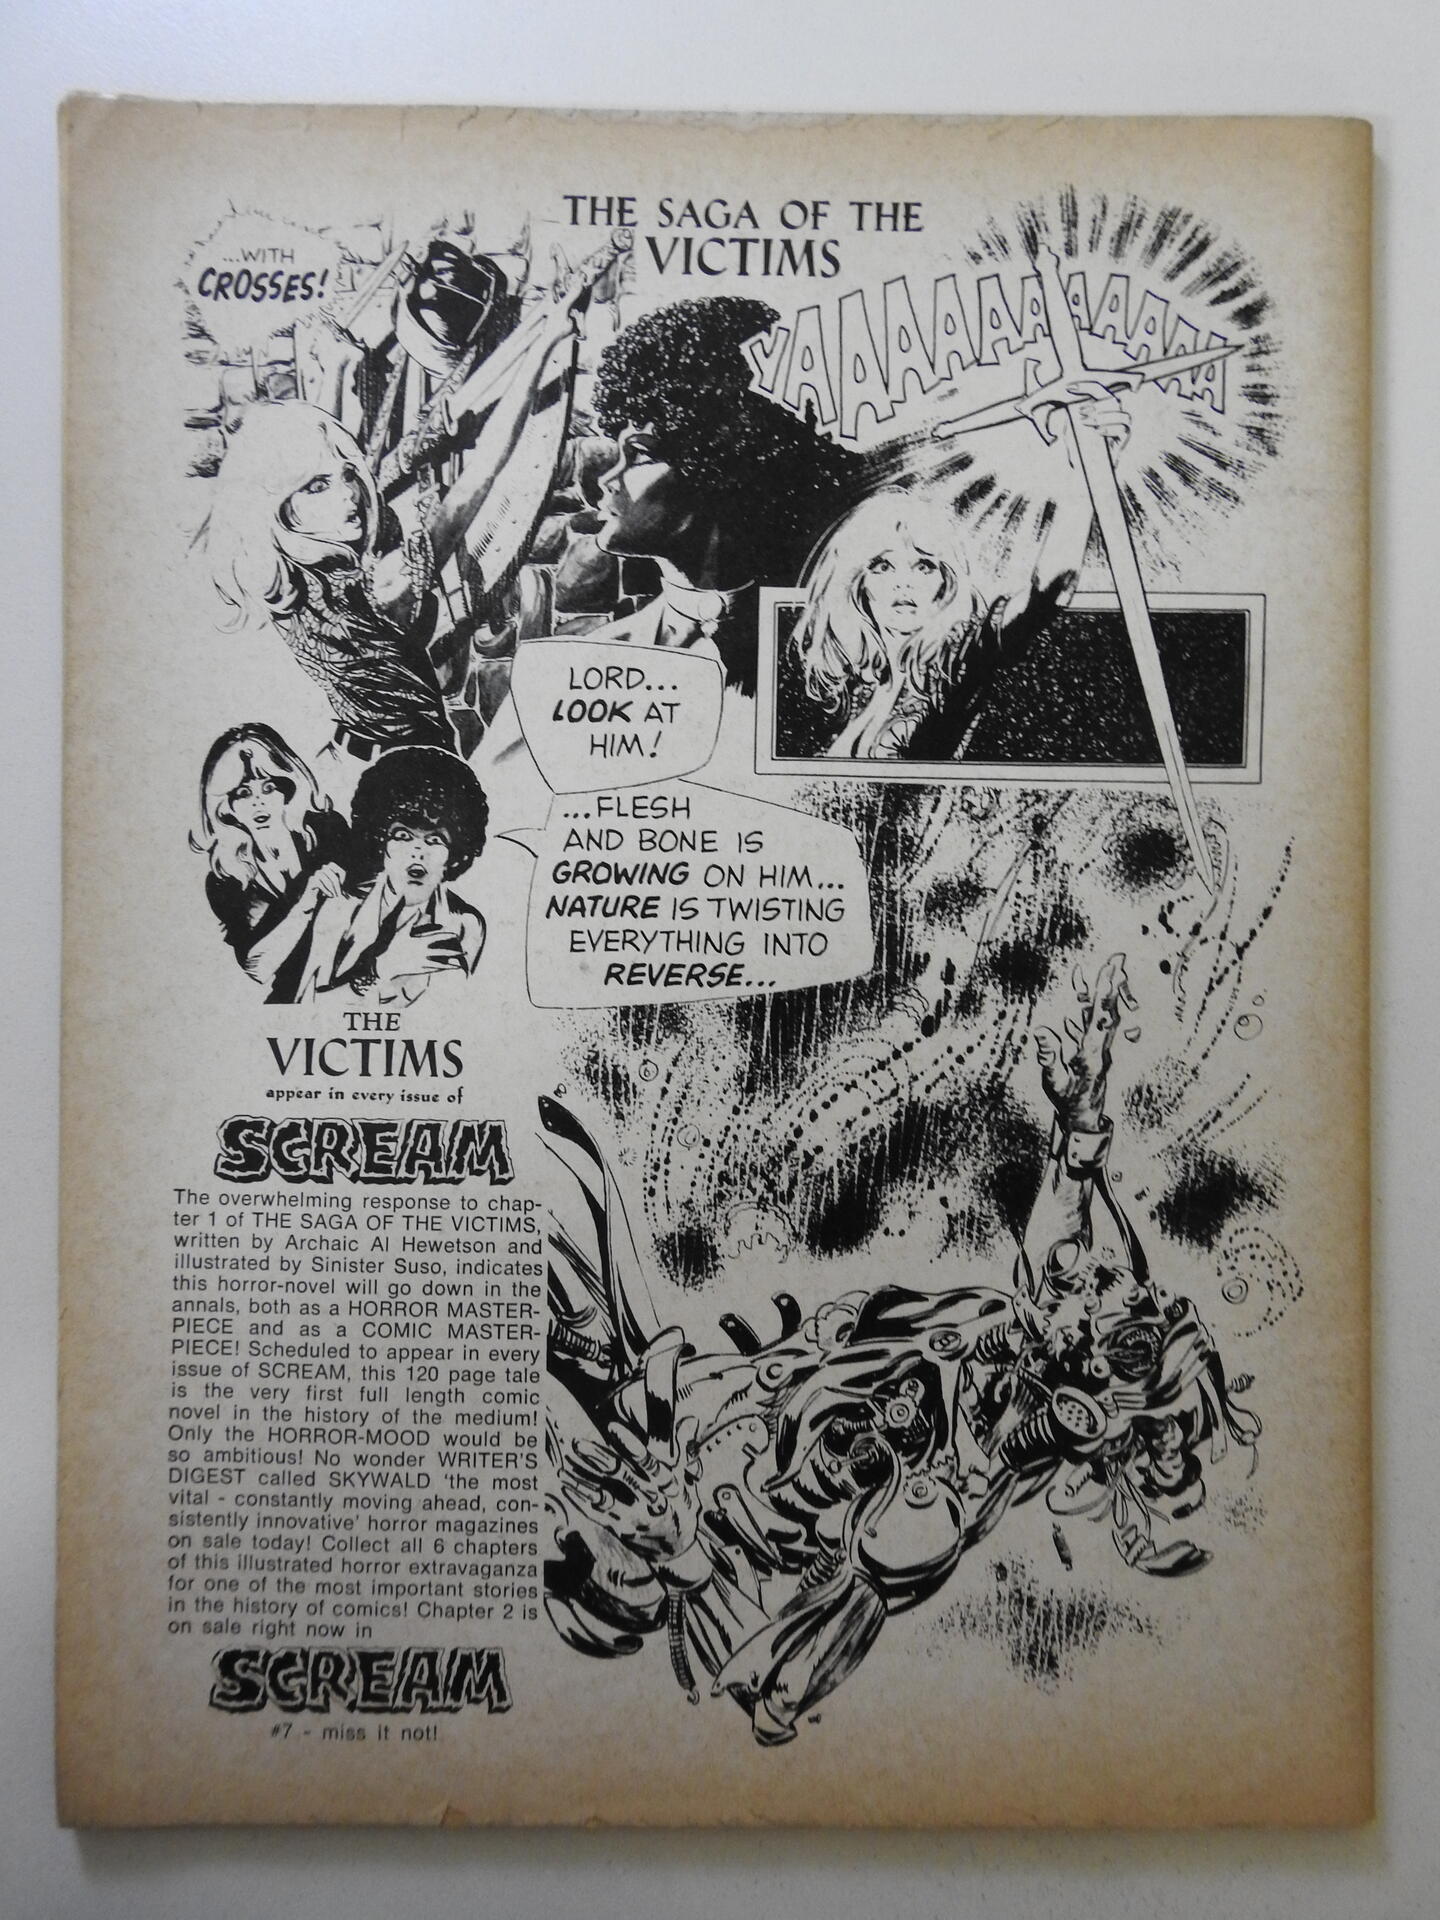 THE SAGA OF THE
VICTIMS
...WITH
CROSSES!
YAAAAAAAAAAAAA
LORD...
LOOK AT
HIM!
...FLESH
AND BONE IS
GROWING ON HIM...
NATURE IS TWISTING
EVERYTHING INTO
REVERSE...
THE
VICTIMS
appear in every issue of
SCREAM
The overwhelming response to chap-
ter 1 of THE SAGA OF THE VICTIMS,
written by Archaic Al Hewetson and
illustrated by Sinister Suso, indicates
this horror-novel will go down in the
annals, both as a HORROR MASTER-
PIECE and as a COMIC MASTER-
PIECE! Scheduled to appear in every
issue of SCREAM, this 120 page tale
is the very first full length comic
novel in the history of the medium!
Only the HORROR-MOOD would be
so ambitious! No wonder WRITER'S
DIGEST called SKYWALD 'the most
vital - constantly moving ahead, con-
sistently innovative' horror magazines
on sale today! Collect all 6 chapters
of this illustrated horror extravaganza
for one of the most important stories
in the history of comics! Chapter 2 is
on sale right now in
SCREAM
#7 - miss it not!